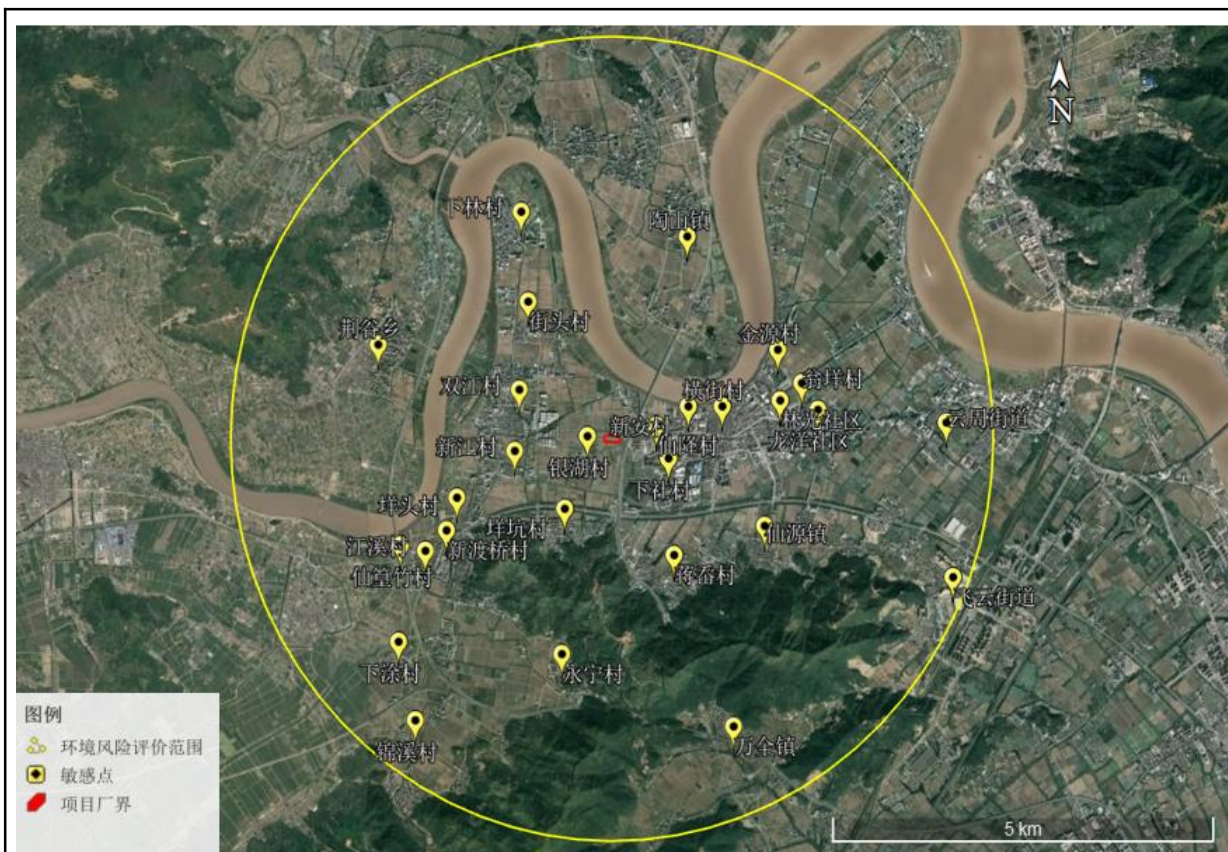 N
下林村
陶山镇
街头村
荆谷乡
金源村
双江村
翁垟村
横街村
新安村
林光社区
云周街道
仙降村
龙洋社区
新江村
银湖村
下社村
垟头村
垟坑村
仙源镇
江溪村
新渡桥村
仙篁竹村
蒋岙村
飞云街道
下涂村
永宁村
锦溪村
万全镇
图例
环境风险评价范围
敏感点
项目厂界
5 km